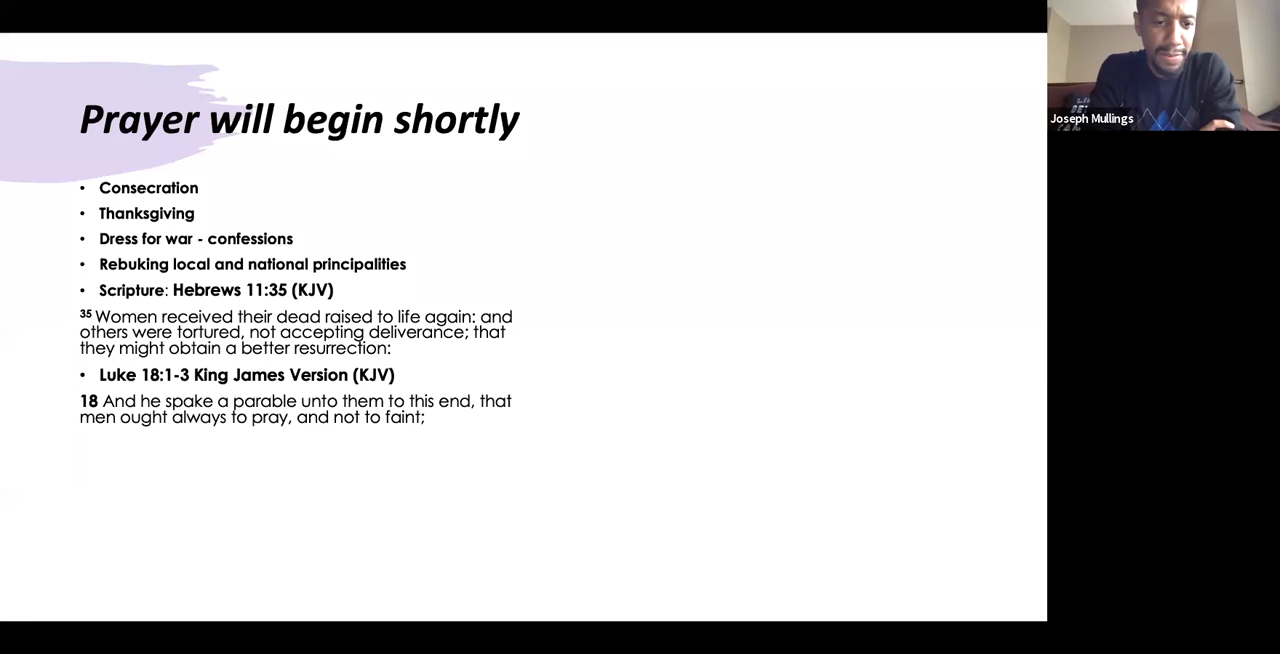 Prayer will begin shortly
• Consecration
• Thanksgiving
• Dress for war - confessions
• Rebuking local and national principalities
• Scripture: Hebrews 11:35 (KJV)
35 Women received their dead raised to life again: and
others were tortured, not accepting deliverance; that
they might obtain a better resurrection:
• Luke 18:1-3 King James Version (KJV)
18 And he spake a parable unto them to this end, that
men ought always to pray, and not to faint;
Joseph Mullings